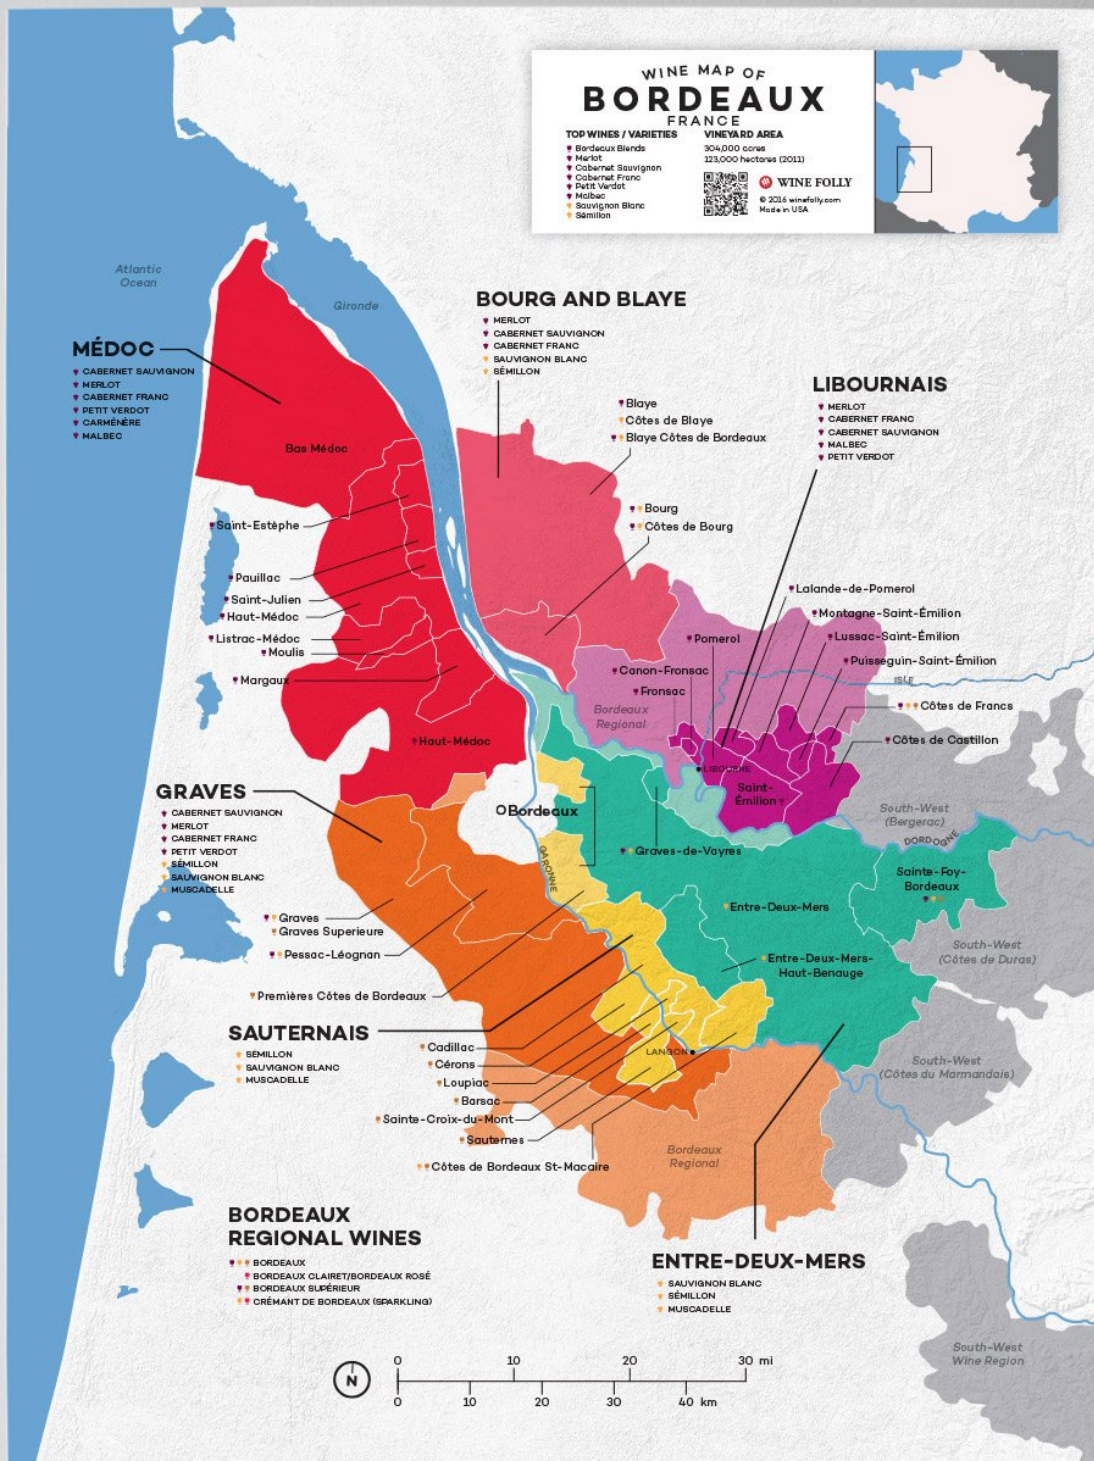 WINE MAP OF
BORDEAUX
FRANCE
TOP WINES / VARIETIES
Bordeaux Blends
Merlot
Cabernet Sauvignon
Cabernet Franc
Petit Verdot
Malbec
Sauvignon Blanc
Sémillon
VINEYARD AREA
304,000 acres
123,000 hectares (2011)
WINE FOLLY
© 2016 winefolly.com
Made in USA
Atlantic
Ocean
Gironde
MÉDOC
CABERNET SAUVIGNON
MERLOT
CABERNET FRANC
PETIT VERDOT
CARMÉNÈRE
MALBEC
BOURG AND BLAYE
MERLOT
CABERNET SAUVIGNON
CABERNET FRANC
SAUVIGNON BLANC
SÉMILLON
LIBOURNAIS
MERLOT
CABERNET FRANC
CABERNET SAUVIGNON
MALBEC
PETIT VERDOT
Blaye
Côtes de Blaye
Blaye Côtes de Bordeaux
Bourg
Côtes de Bourg
Bas Médoc
Saint-Estèphe
Pauillac
Saint-Julien
Haut-Médoc
Listrac-Médoc
Moulis
Margaux
Haut-Médoc
Lalande-de-Pomerol
Montagne-Saint-Émilion
Lussac-Saint-Émilion
Puisseguin-Saint-Émilion
ISLE
Côtes de Francs
Côtes de Castillon
Pomerol
Canon-Fronsac
Fronsac
Bordeaux
Regional
LIBOURNE
Saint-
Émilion
South-West
(Bergerac)
DORDOGNE
GRAVES
CABERNET SAUVIGNON
MERLOT
CABERNET FRANC
PETIT VERDOT
SÉMILLON
SAUVIGNON BLANC
MUSCADELLE
Bordeaux
GARONNE
Graves-de-Vayres
Sainte-Foy-
Bordeaux
Entre-Deux-Mers
Entre-Deux-Mers-
Haut-Benauge
South-West
(Côtes de Duras)
Graves
Graves Superieure
Pessac-Léognan
Premières Côtes de Bordeaux
SAUTERNAIS
SÉMILLON
SAUVIGNON BLANC
MUSCADELLE
Cadillac
Cérons
Loupiac
Barsac
Sainte-Croix-du-Mont
Sauternes
Côtes de Bordeaux St-Macaire
LANGON
South-West
(Côtes du Marmandais)
Bordeaux
Regional
BORDEAUX
REGIONAL WINES
BORDEAUX
BORDEAUX CLAIRET/BORDEAUX ROSÉ
BORDEAUX SUPÉRIEUR
CRÉMANT DE BORDEAUX (SPARKLING)
ENTRE-DEUX-MERS
SAUVIGNON BLANC
SÉMILLON
MUSCADELLE
South-West
Wine Region
N
0 10 20 30 mi
0 10 20 30 40 km